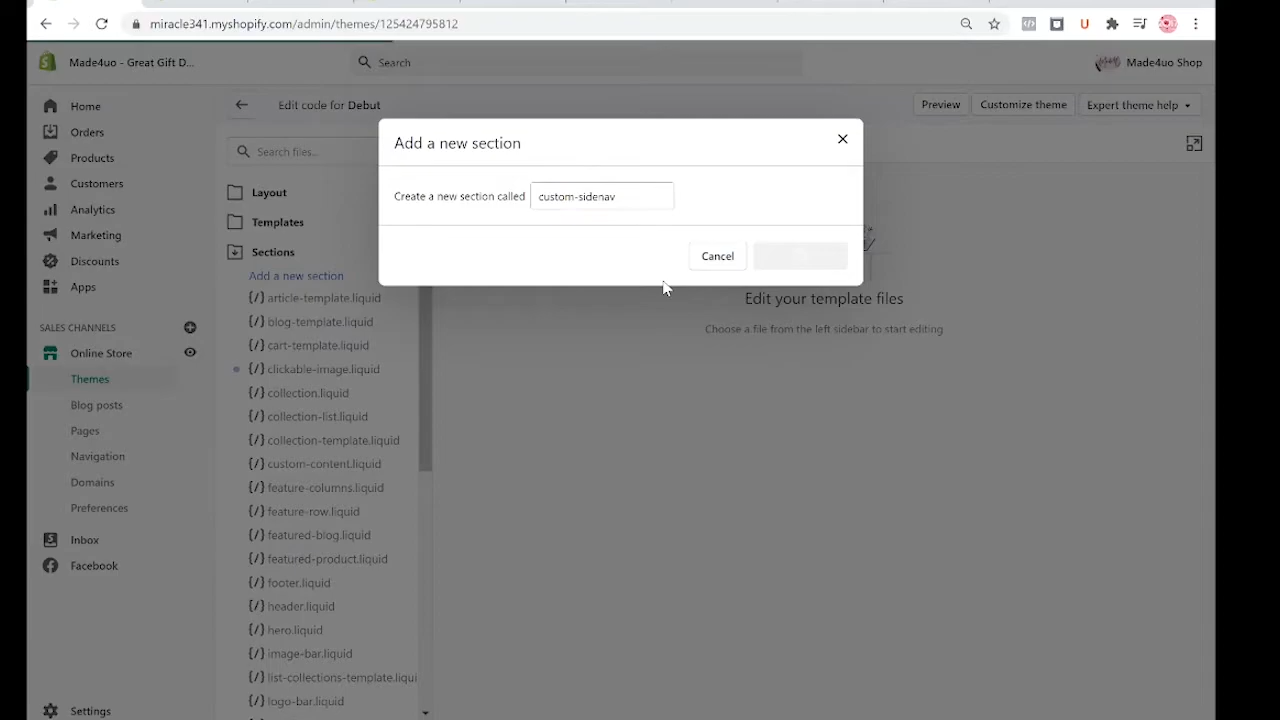 miracle341.myshopify.com/admin/themes/125424795812
Made4uo - Great Gift D...
Search
Made4uo Shop
Home
Orders
Products
Customers
Analytics
Marketing
Discounts
Apps
SALES CHANNELS
Online Store
Themes
Blog posts
Pages
Navigation
Domains
Preferences
Inbox
Facebook
Settings
Edit code for Debut
Preview
Customize theme
Expert theme help
Search files...
Layout
Templates
Sections
Add a new section
{/} article-template.liquid
{/} blog-template.liquid
{/} cart-template.liquid
{/} clickable-image.liquid
{/} collection.liquid
{/} collection-list.liquid
{/} collection-template.liquid
{/} custom-content.liquid
{/} feature-columns.liquid
{/} feature-row.liquid
{/} featured-blog.liquid
{/} featured-product.liquid
{/} footer.liquid
{/} header.liquid
{/} hero.liquid
{/} image-bar.liquid
{/} list-collections-template.liqui
{/} logo-bar.liquid
Add a new section
Create a new section called custom-sidenav
Cancel
Edit your template files
Choose a file from the left sidebar to start editing